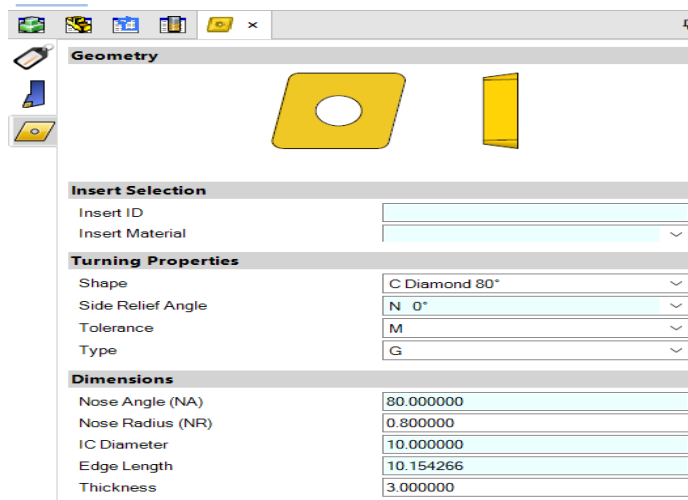 Geometry
Insert Selection
Insert ID
Insert Material
Turning Properties
Shape C Diamond 80°
Side Relief Angle N 0°
Tolerance M
Type G
Dimensions
Nose Angle (NA) 80.000000
Nose Radius (NR) 0.800000
IC Diameter 10.000000
Edge Length 10.154266
Thickness 3.000000